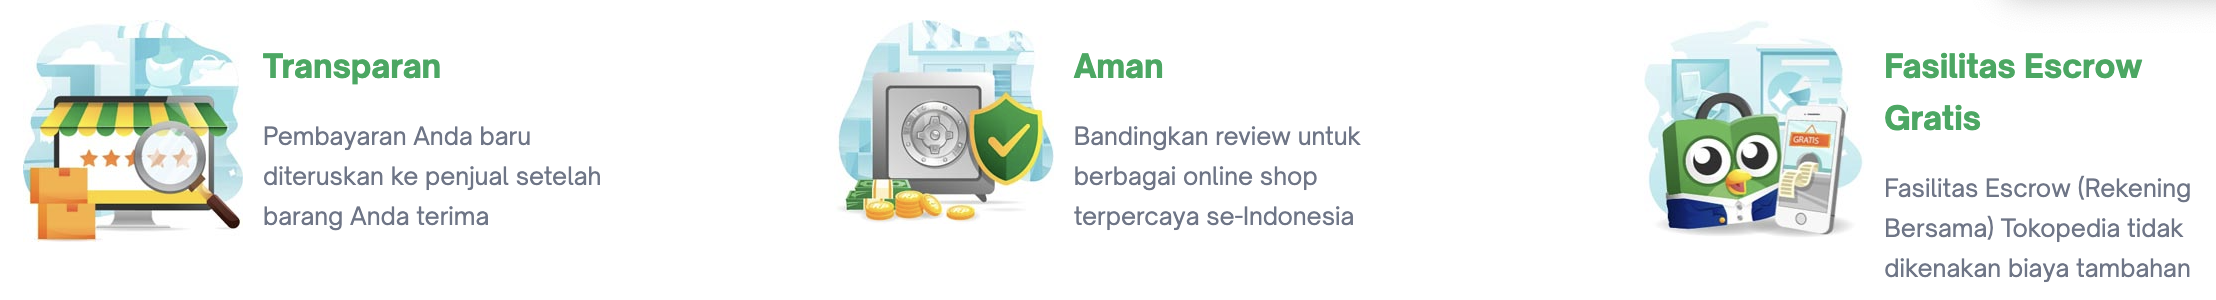 Transparan
Pembayaran Anda baru
diteruskan ke penjual setelah
barang Anda terima
Aman
Bandingkan review untuk
berbagai online shop
terpercaya se-Indonesia
Fasilitas Escrow
Gratis
GRATIS
Fasilitas Escrow (Rekening
Bersama) Tokopedia tidak
dikenakan biaya tambahan